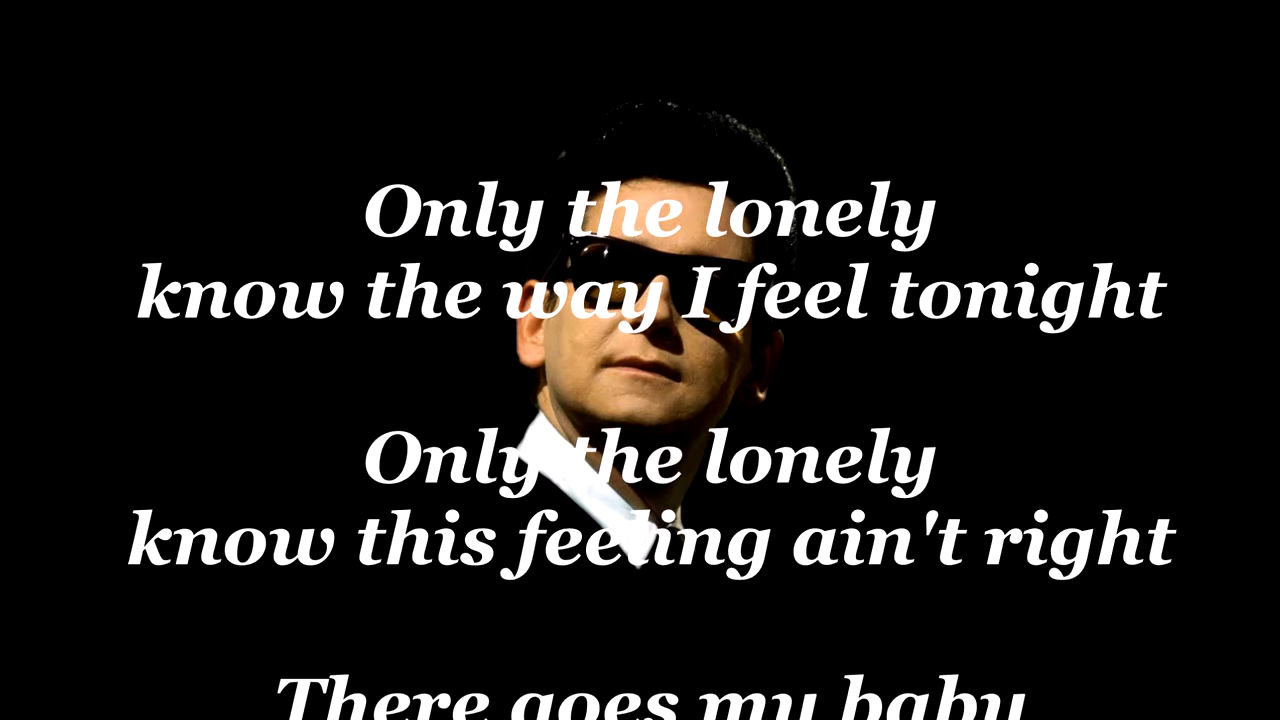 Only the lonely
know the way I feel tonight
Only the lonely
know this feeling ain't right
There goes my baby